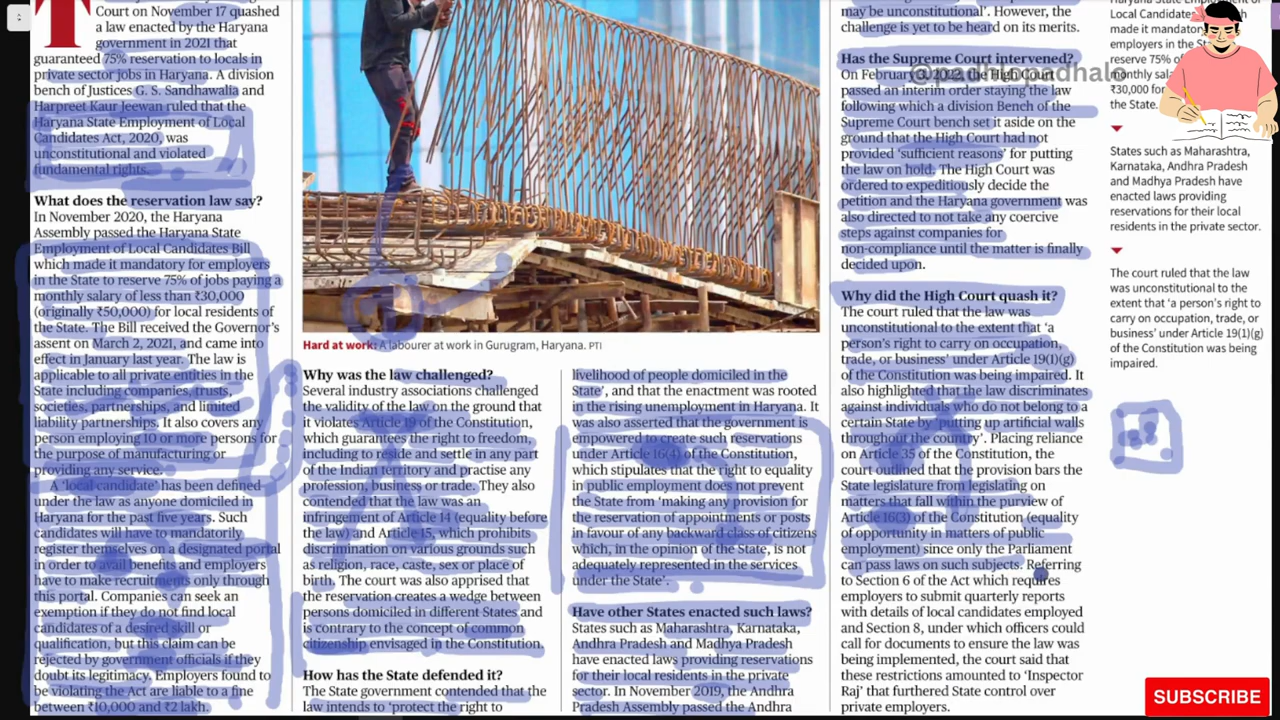 T
Court on November 17 quashed
a law enacted by the Haryana
government in 2021 that
guaranteed 75% reservation to locals in
private sector jobs in Haryana. A division
bench of Justices G. S. Sandhawalia and
Harpreet Kaur Jeewan ruled that the
Haryana State Employment of Local
Candidates Act, 2020, was
unconstitutional and violated
fundamental rights.
What does the reservation law say?
In November 2020, the Haryana
Assembly passed the Haryana State
Employment of Local Candidates Bill
which made it mandatory for employers
in the State to reserve 75% of jobs paying a
monthly salary of less than ₹30,000
(originally ₹50,000) for local residents of
the State. The Bill received the Governor's
assent on March 2, 2021, and came into
effect in January last year. The law is
applicable to all private entities in the
State including companies, trusts,
societies, partnerships, and limited
liability partnerships. It also covers any
person employing 10 or more persons for
the purpose of manufacturing or
providing any service.
A 'local candidate' has been defined
under the law as anyone domiciled in
Haryana for the past five years. Such
candidates will have to mandatorily
register themselves on a designated portal
in order to avail benefits and employers
have to make recruitments only through
this portal. Companies can seek an
exemption if they do not find local
candidates of a desired skill or
qualification, but this claim can be
rejected by government officials if they
doubt its legitimacy. Employers found to
be violating the Act are liable to a fine
between ₹10,000 and ₹2 lakh.
Hard at work: A labourer at work in Gurugram, Haryana. PTI
Why was the law challenged?
Several industry associations challenged
the validity of the law on the ground that
it violates Article 19 of the Constitution,
which guarantees the right to freedom,
including to reside and settle in any part
of the Indian territory and practise any
profession, business or trade. They also
contended that the law was an
infringement of Article 14 (equality before
the law) and Article 15, which prohibits
discrimination on various grounds such
as religion, race, caste, sex or place of
birth. The court was also apprised that
the reservation creates a wedge between
persons domiciled in different States and
is contrary to the concept of common
citizenship envisaged in the Constitution.
How has the State defended it?
The State government contended that the
law intends to 'protect the right to
livelihood of people domiciled in the
State', and that the enactment was rooted
in the rising unemployment in Haryana. It
was also asserted that the government is
empowered to create such reservations
under Article 16(4) of the Constitution,
which stipulates that the right to equality
in public employment does not prevent
the State from 'making any provision for
the reservation of appointments or posts
in favour of any backward class of citizens
which, in the opinion of the State, is not
adequately represented in the services
under the State'.
Have other States enacted such laws?
States such as Maharashtra, Karnataka,
Andhra Pradesh and Madhya Pradesh
have enacted laws providing reservations
for their local residents in the private
sector. In November 2019, the Andhra
Pradesh Assembly passed the Andhra
may be unconstitutional'. However, the
challenge is yet to be heard on its merits.
Has the Supreme Court intervened?
On February 3, 2022, the High Court
passed an interim order staying the law
following which a division Bench of the
Supreme Court bench set it aside on the
ground that the High Court had not
provided 'sufficient reasons' for putting
the law on hold. The High Court was
ordered to expeditiously decide the
petition and the Haryana government was
also directed to not take any coercive
steps against companies for
non-compliance until the matter is finally
decided upon.
Why did the High Court quash it?
The court ruled that the law was
unconstitutional to the extent that 'a
person's right to carry on occupation,
trade, or business' under Article 19(1)(g)
of the Constitution was being impaired. It
also highlighted that the law discriminates
against individuals who do not belong to a
certain State by 'putting up artificial walls
throughout the country'. Placing reliance
on Article 35 of the Constitution, the
court outlined that the provision bars the
State legislature from legislating on
matters that fall within the purview of
Article 16(3) of the Constitution (equality
of opportunity in matters of public
employment) since only the Parliament
can pass laws on such subjects. Referring
to Section 6 of the Act which requires
employers to submit quarterly reports
with details of local candidates employed
and Section 8, under which officers could
call for documents to ensure the law was
being implemented, the court said that
these restrictions amounted to 'Inspector
Raj' that furthered State control over
private employers.
@padhlopadhalo
Local Candidates
made it mandator
employers in the
reserve 75% of
monthly
₹30,000
the State.
States such as Maharashtra,
Karnataka, Andhra Pradesh
and Madhya Pradesh have
enacted laws providing
reservations for their local
residents in the private sector.
The court ruled that the law
was unconstitutional to the
extent that 'a person's right to
carry on occupation, trade, or
business' under Article 19(1)(g)
of the Constitution was being
impaired.
SUBSCRIBE